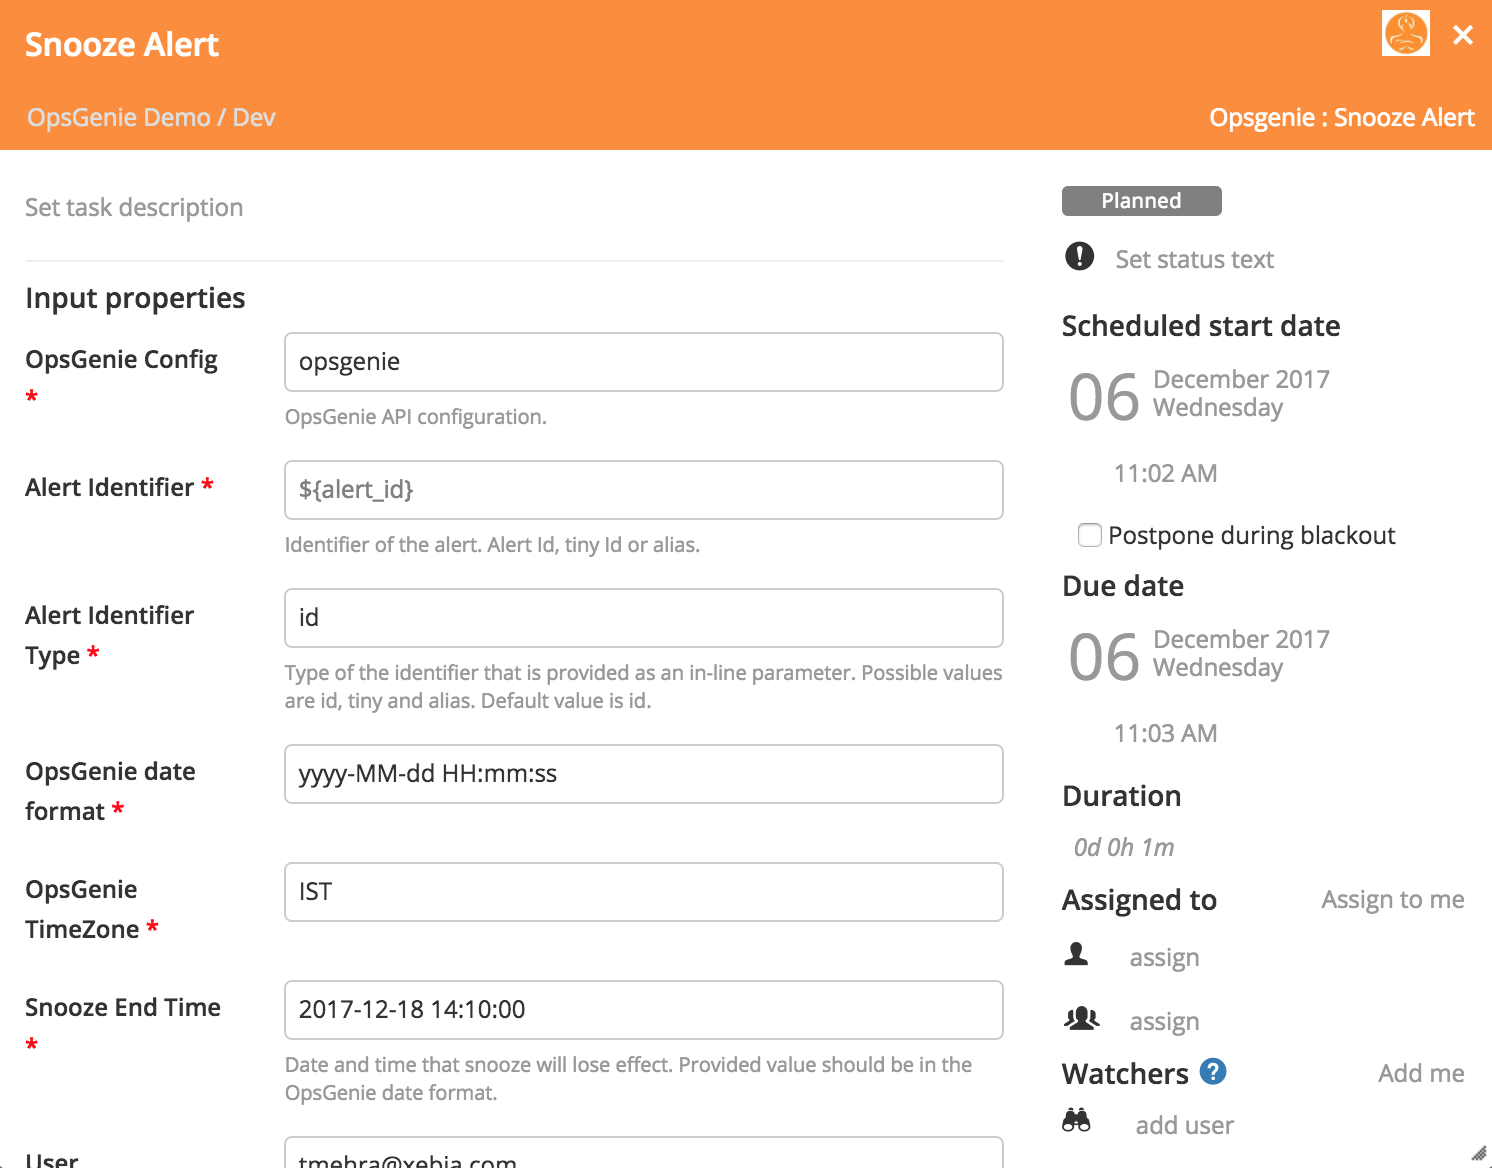 Snooze Alert
OpsGenie Demo / Dev
Opsgenie : Snooze Alert
Set task description
Input properties
OpsGenie Config
*
opsgenie
OpsGenie API configuration.
Alert Identifier *
${alert_id}
Identifier of the alert. Alert Id, tiny Id or alias.
Alert Identifier
Type *
id
Type of the identifier that is provided as an in-line parameter. Possible values
are id, tiny and alias. Default value is id.
OpsGenie date
format *
yyyy-MM-dd HH:mm:ss
OpsGenie
TimeZone *
IST
Snooze End Time
*
2017-12-18 14:10:00
Date and time that snooze will lose effect. Provided value should be in the
OpsGenie date format.
User
tmehra@xebia.com
Planned
Set status text
Scheduled start date
06
December 2017
Wednesday
11:02 AM
Postpone during blackout
Due date
06
December 2017
Wednesday
11:03 AM
Duration
0d 0h 1m
Assigned to
Assign to me
assign
assign
Watchers ?
Add me
add user